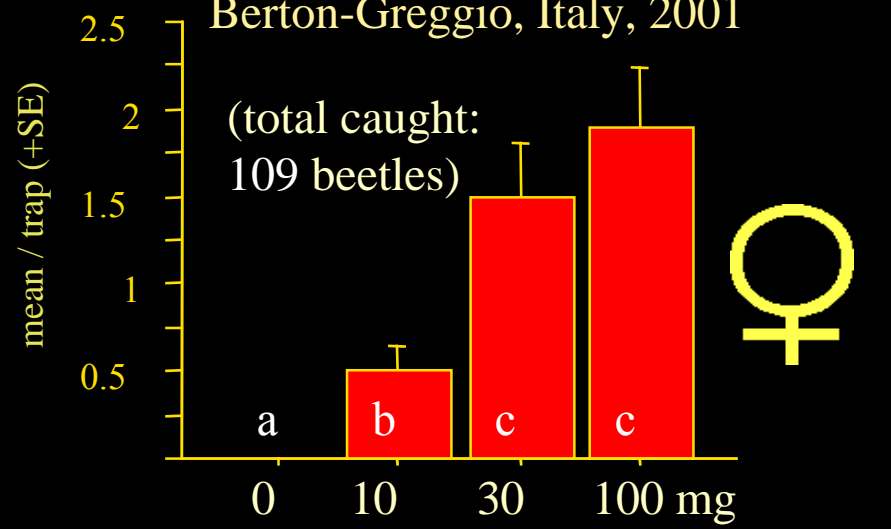 Berton-Greggio, Italy, 2001
2.5
2
1.5
1
0.5
mean / trap (+SE)
(total caught:
109 beetles)
a b c c
0 10 30 100 mg